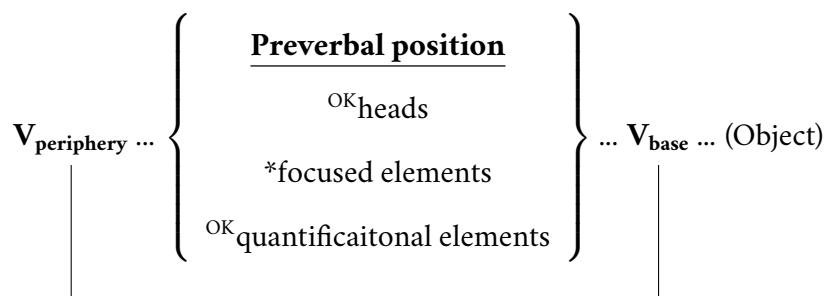 Preverbal position
OKheads
V_periphery ... { *focused elements } ... V_base ... (Object)
OKquantificaitonal elements